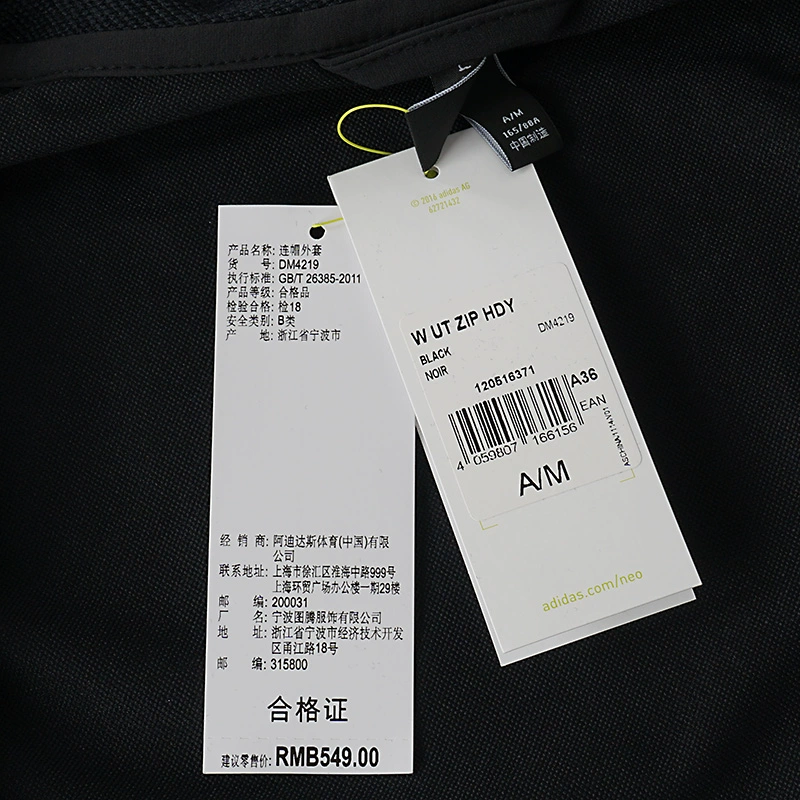 A/M
165/88A
中国制造
© 2016 adidas AG
62721432
W UT ZIP HDY
DM4219
BLACK
NOIR
120516371
A36
EAN
4 059807 166156
A/M
adidas.com/neo
产品名称: 连帽外套
货 号: DM4219
执行标准: GB/T 26385-2011
产品等级: 合格品
检验合格: 检18
安全类别: B类
产 地: 浙江省宁波市
经 销 商: 阿迪达斯体育(中国)有限
公司
联系地址: 上海市徐汇区淮海中路999号
上海环贸广场办公楼一期29楼
邮 编: 200031
厂 名: 宁波图腾服饰有限公司
地 址: 浙江省宁波市经济技术开发
区甬江路18号
邮 编: 315800
合格证
建议零售价: RMB549.00